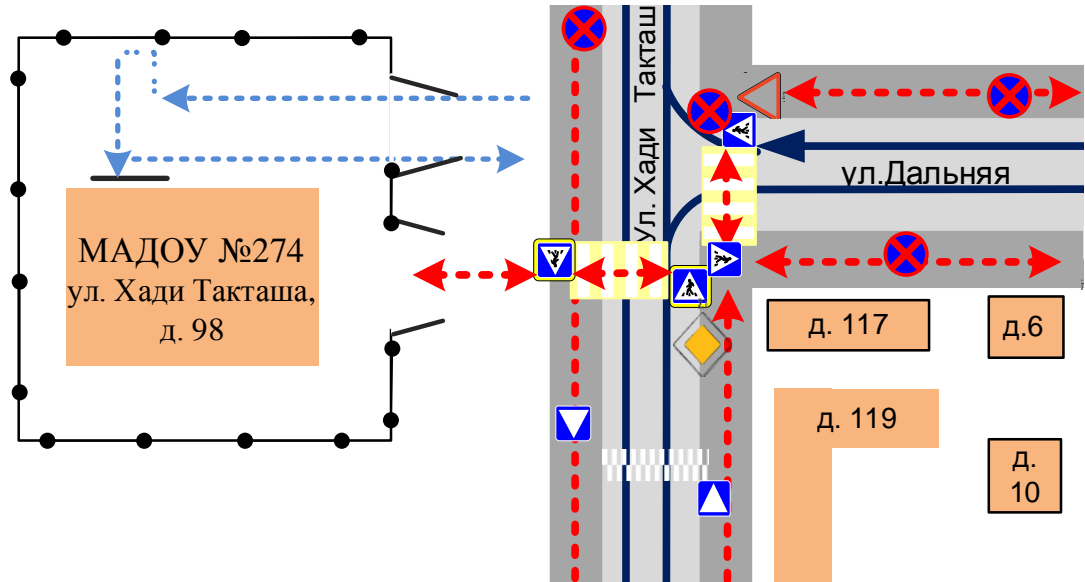 Ул. Хади Такташ
ул.Дальняя
МАДОУ №274
ул. Хади Такташа,
д. 98
д. 117
д.6
д. 119
д.
10